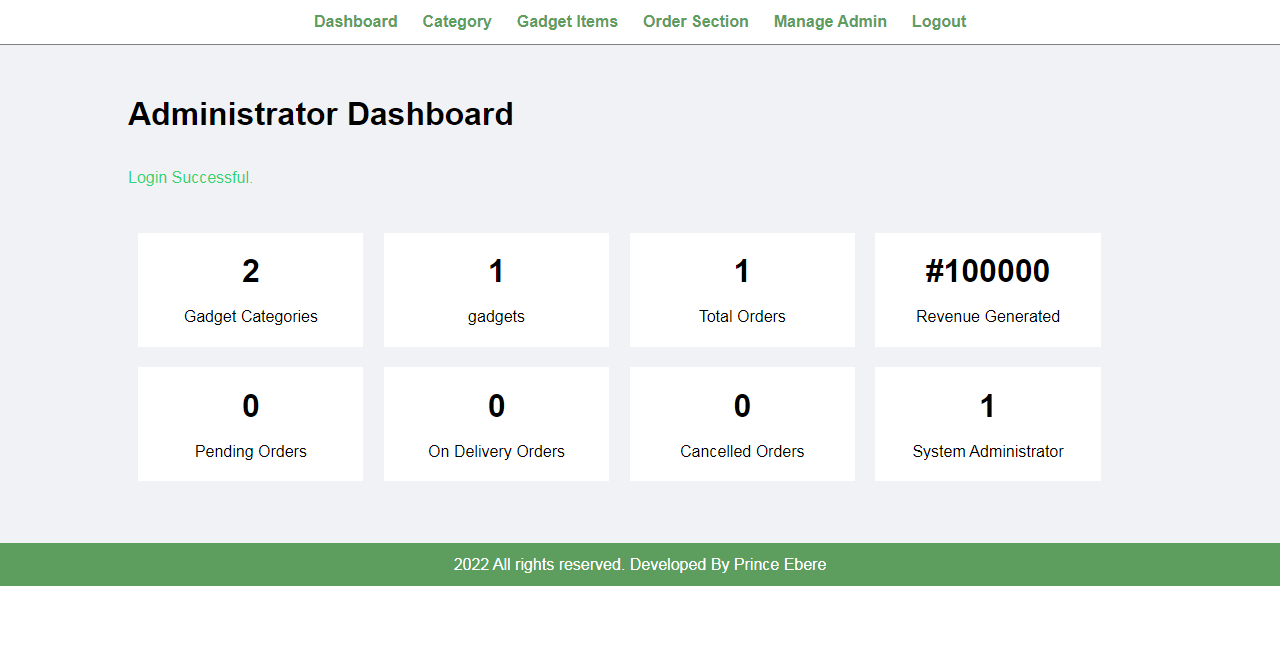 Dashboard Category Gadget Items Order Section Manage Admin Logout
Administrator Dashboard
Login Successful.
2
Gadget Categories
1
gadgets
1
Total Orders
#100000
Revenue Generated
0
Pending Orders
0
On Delivery Orders
0
Cancelled Orders
1
System Administrator
2022 All rights reserved. Developed By Prince Ebere